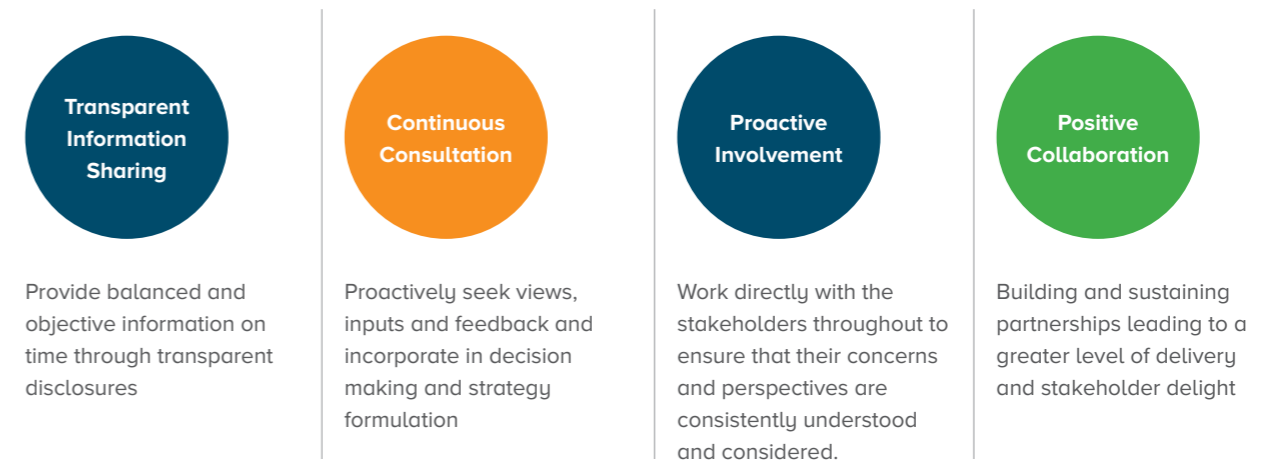 Transparent
Information
Sharing
Provide balanced and
objective information on
time through transparent
disclosures
Continuous
Consultation
Proactively seek views,
inputs and feedback and
incorporate in decision
making and strategy
formulation
Proactive
Involvement
Work directly with the
stakeholders throughout to
ensure that their concerns
and perspectives are
consistently understood
and considered.
Positive
Collaboration
Building and sustaining
partnerships leading to a
greater level of delivery
and stakeholder delight